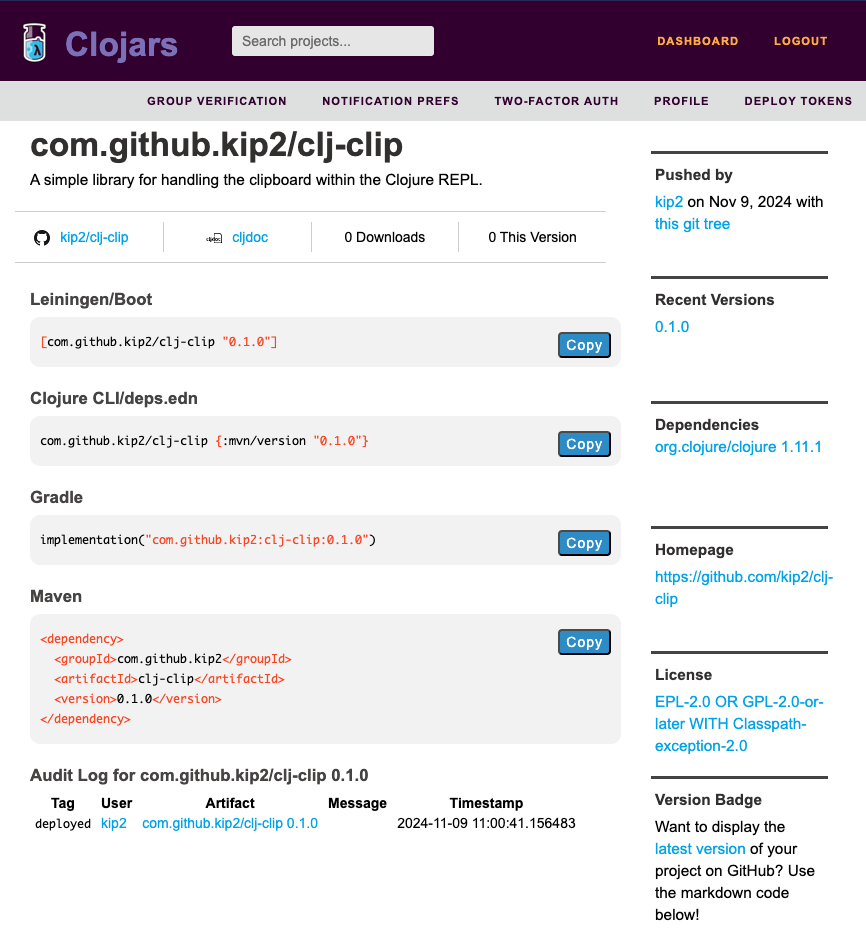 Clojars
Search projects...
DASHBOARD
LOGOUT
GROUP VERIFICATION
NOTIFICATION PREFS
TWO-FACTOR AUTH
PROFILE
DEPLOY TOKENS
com.github.kip2/clj-clip
A simple library for handling the clipboard within the Clojure REPL.
kip2/clj-clip
cljdoc
0 Downloads
0 This Version
Leiningen/Boot
[com.github.kip2/clj-clip "0.1.0"]
Copy
Clojure CLI/deps.edn
com.github.kip2/clj-clip {:mvn/version "0.1.0"}
Copy
Gradle
implementation("com.github.kip2:clj-clip:0.1.0")
Copy
Maven
<dependency>
  <groupId>com.github.kip2</groupId>
  <artifactId>clj-clip</artifactId>
  <version>0.1.0</version>
</dependency>
Copy
Audit Log for com.github.kip2/clj-clip 0.1.0
Tag User Artifact Message Timestamp
deployed kip2 com.github.kip2/clj-clip 0.1.0 2024-11-09 11:00:41.156483
Pushed by
kip2 on Nov 9, 2024 with
this git tree
Recent Versions
0.1.0
Dependencies
org.clojure/clojure 1.11.1
Homepage
https://github.com/kip2/clj-
clip
License
EPL-2.0 OR GPL-2.0-or-
later WITH Classpath-
exception-2.0
Version Badge
Want to display the
latest version of your
project on GitHub? Use
the markdown code
below!